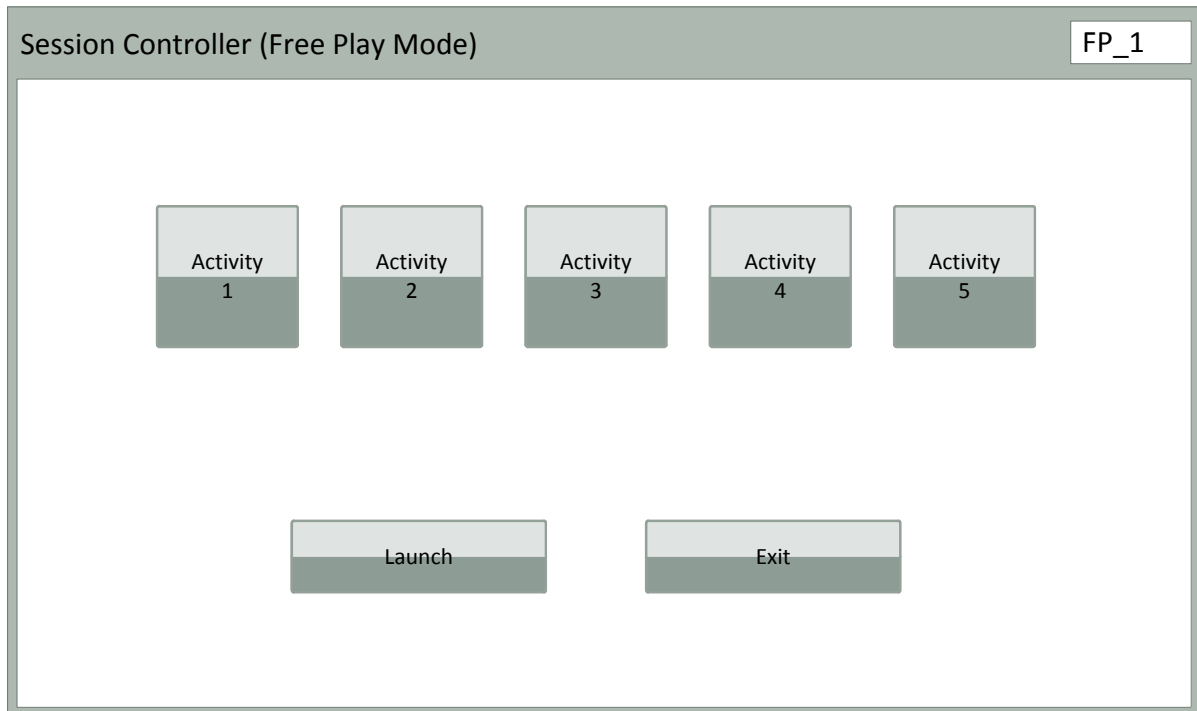 Session Controller (Free Play Mode)
FP_1
Activity
1
Activity
2
Activity
3
Activity
4
Activity
5
Launch
Exit